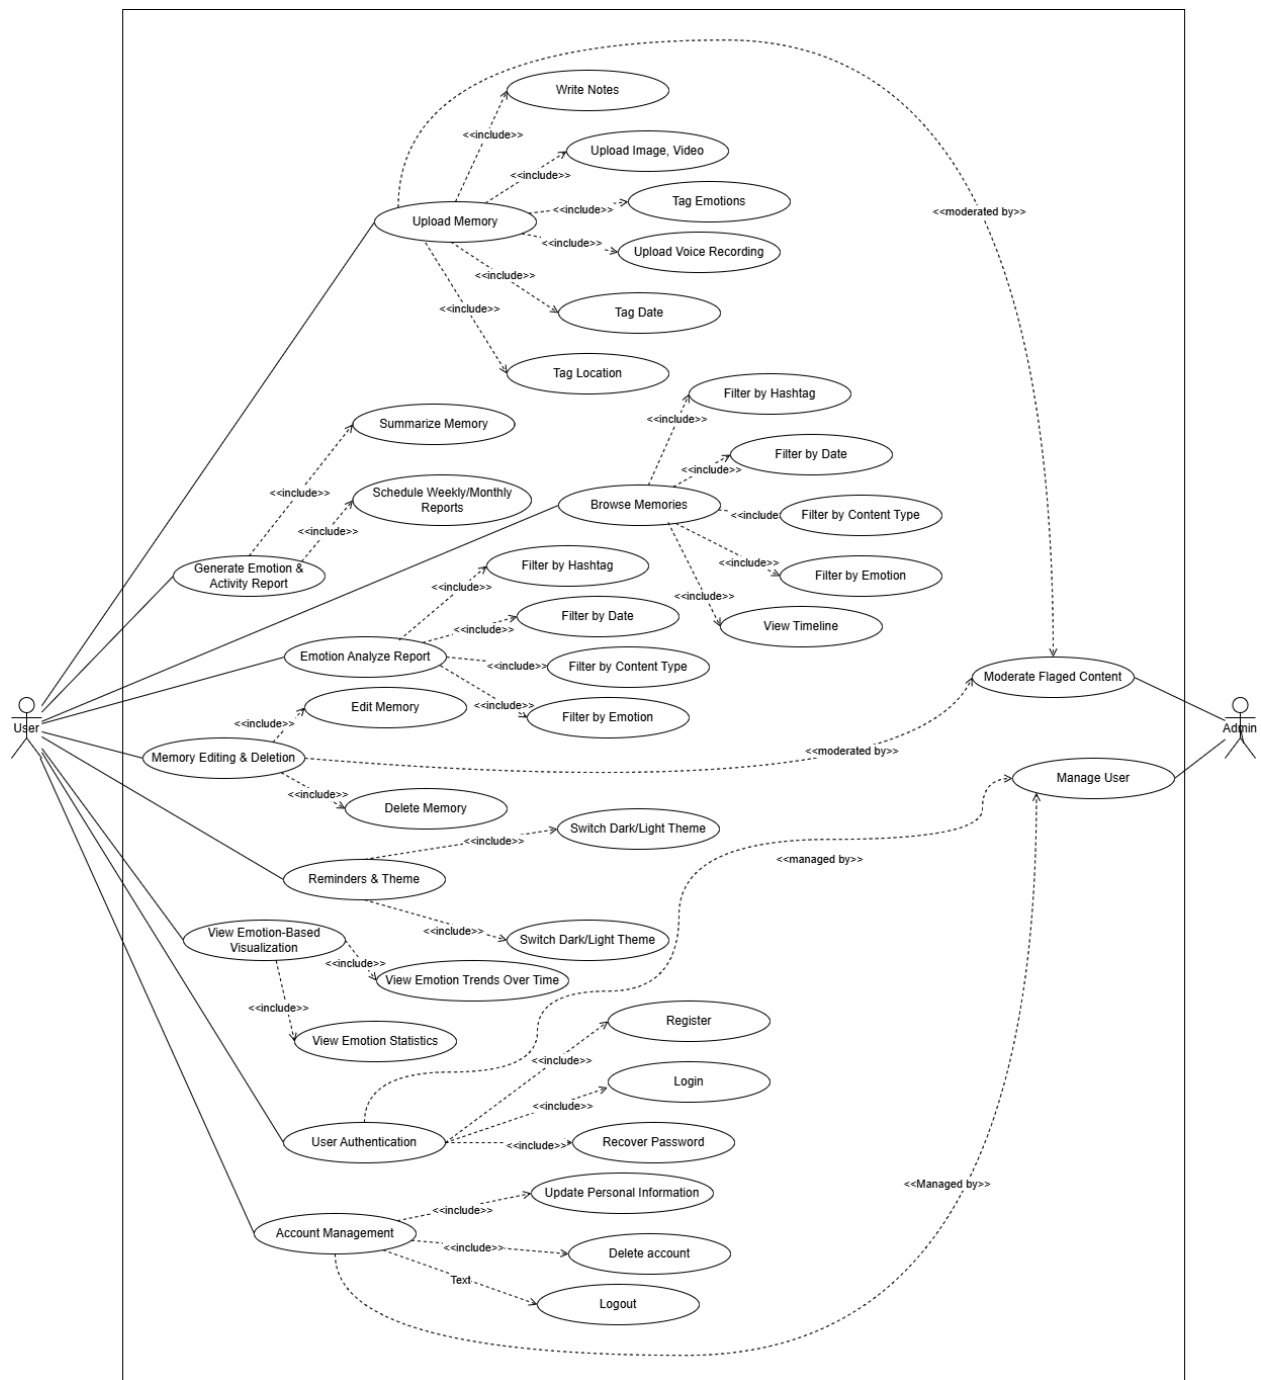 Write Notes
<<include>>
Upload Image, Video
<<include>>
Tag Emotions
<<include>>
<<moderated by>>
Upload Memory
<<include>>
Upload Voice Recording
<<include>>
Tag Date
<<include>>
Tag Location
Filter by Hashtag
<<include>>
Summarize Memory
Filter by Date
<<include>>
<<include>>
Schedule Weekly/Monthly
Reports
Browse Memories
<<include
Filter by Content Type
<<include>>
Generate Emotion &
Activity Report
Filter by Hashtag
<<include>>
Filter by Emotion
<<include>>
<<include>>
View Timeline
Filter by Date
<<include>>
Emotion Analyze Report
<<include>>
Filter by Content Type
Moderate Flaged Content
<<include>>
Filter by Emotion
Edit Memory
<<include>>
User
Admin
Memory Editing & Deletion
<<moderated by>>
Manage User
<<include>>
Delete Memory
Switch Dark/Light Theme
<<include>>
<<managed by>>
Reminders & Theme
<<include>>
Switch Dark/Light Theme
View Emotion-Based
Visualization
<<include>>
View Emotion Trends Over Time
<<include>>
View Emotion Statistics
Register
<<include>>
Login
<<include>>
User Authentication
<<include>>
Recover Password
<<Managed by>>
Update Personal Information
<<include>>
Account Management
<<include>>
Delete account
Text
Logout